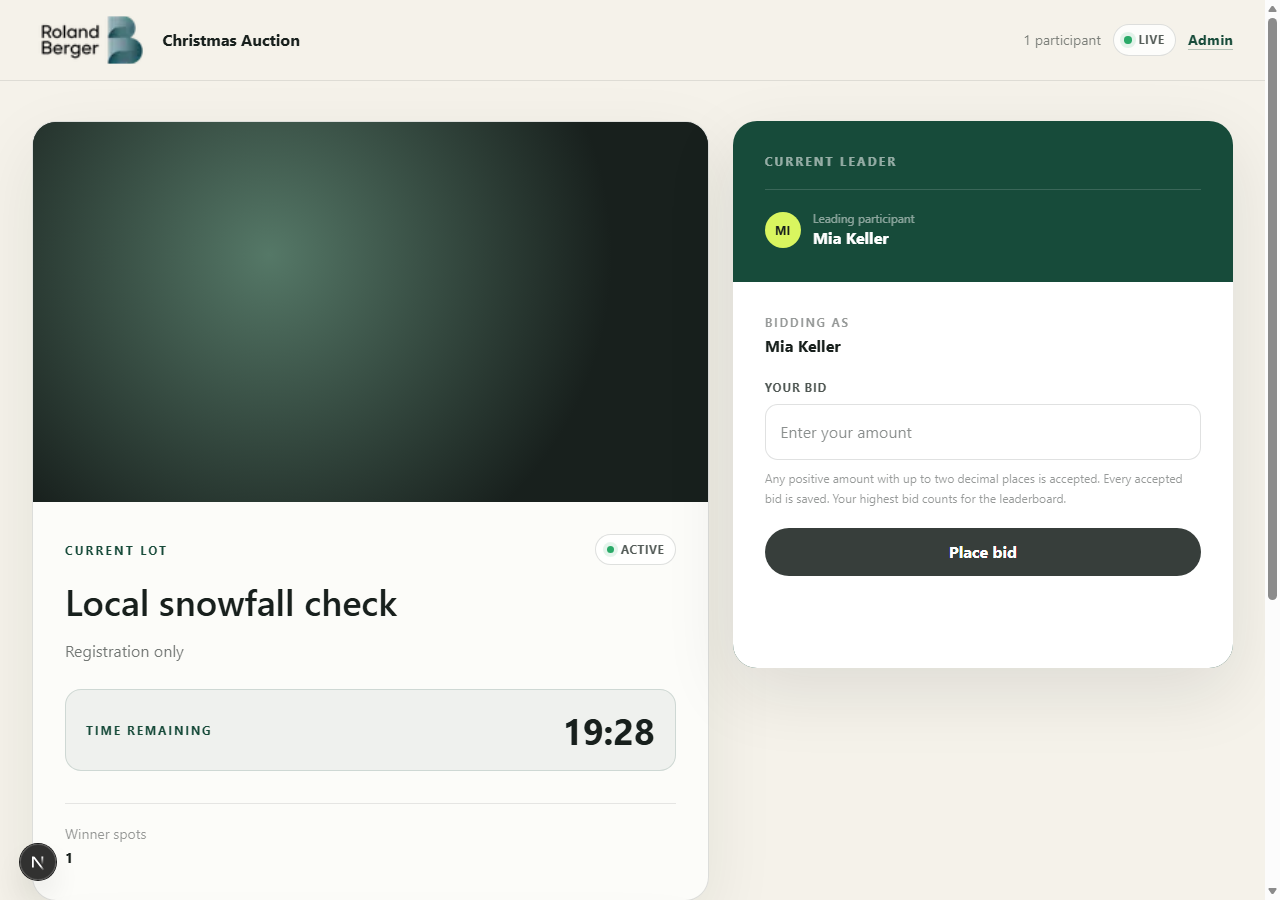 Roland
Berger
Christmas Auction
1 participant
LIVE
Admin
CURRENT LOT
ACTIVE
Local snowfall check
Registration only
TIME REMAINING
19:28
Winner spots
1
N
CURRENT LEADER
MI
Leading participant
Mia Keller
BIDDING AS
Mia Keller
YOUR BID
Enter your amount
Any positive amount with up to two decimal places is accepted. Every accepted
bid is saved. Your highest bid counts for the leaderboard.
Place bid